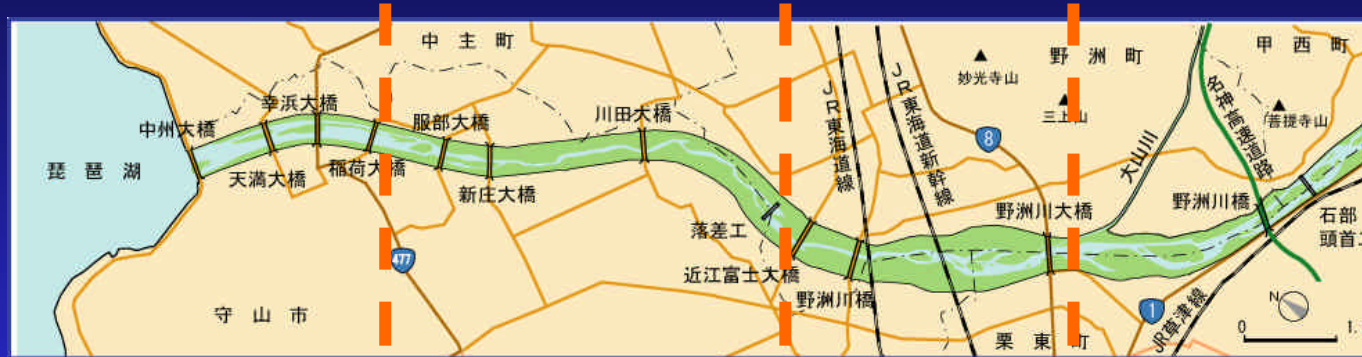 中主町
野洲町
甲西町
妙光寺山
三上山
菩提寺山
JR東海道線
JR東海道新幹線
8
大山川
名神高速道路
幸浜大橋
中州大橋
服部大橋
川田大橋
琵琶湖
天満大橋
稲荷大橋
新庄大橋
落差工
近江富士大橋
野洲川橋
野洲川大橋
野洲川橋
石部
頭首
477
守山市
栗東町
1
JR草津線
N
0
1.